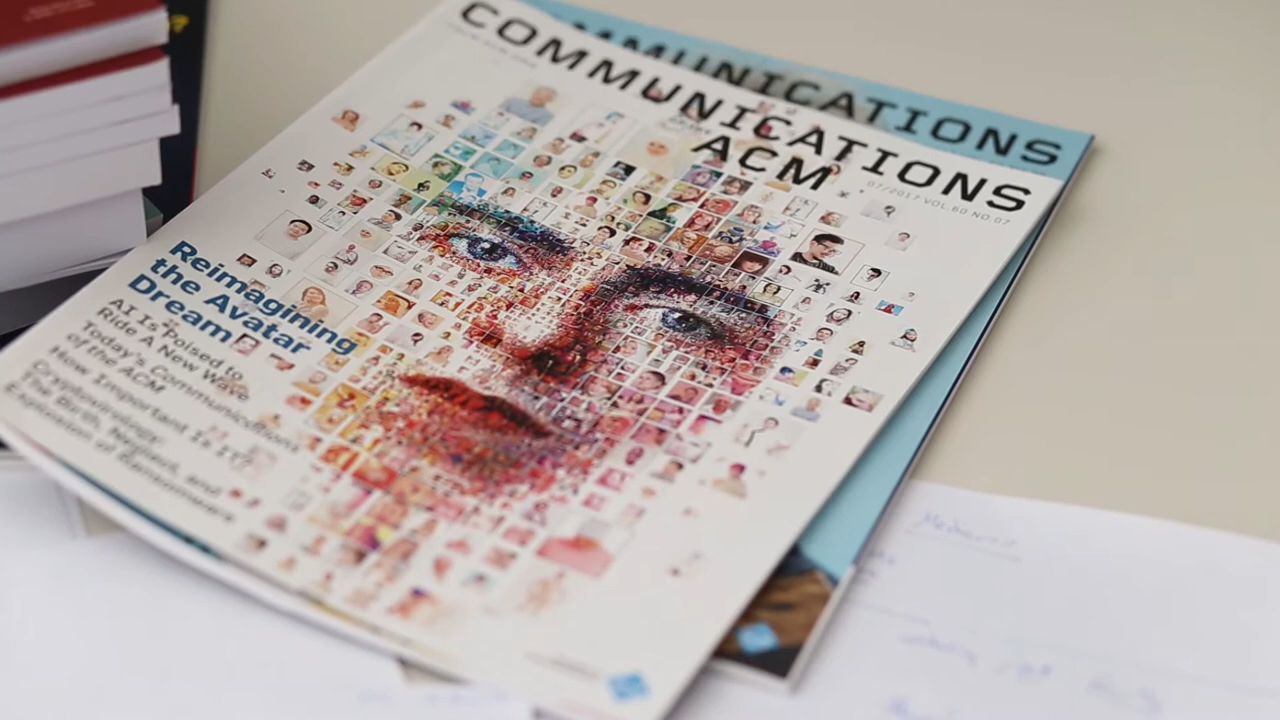 COMMUNICATIONS
COMMUNICATIONS
ACM
07/2017 VOL.60 NO.07
Reimagining
the Avatar
Dream
AI Is Poised to
Ride A New Wave
Today's Communications
of the ACM
How Important Is IT?
Cryptovirology:
The Birth, Neglect, and
Explosion of Ransomware